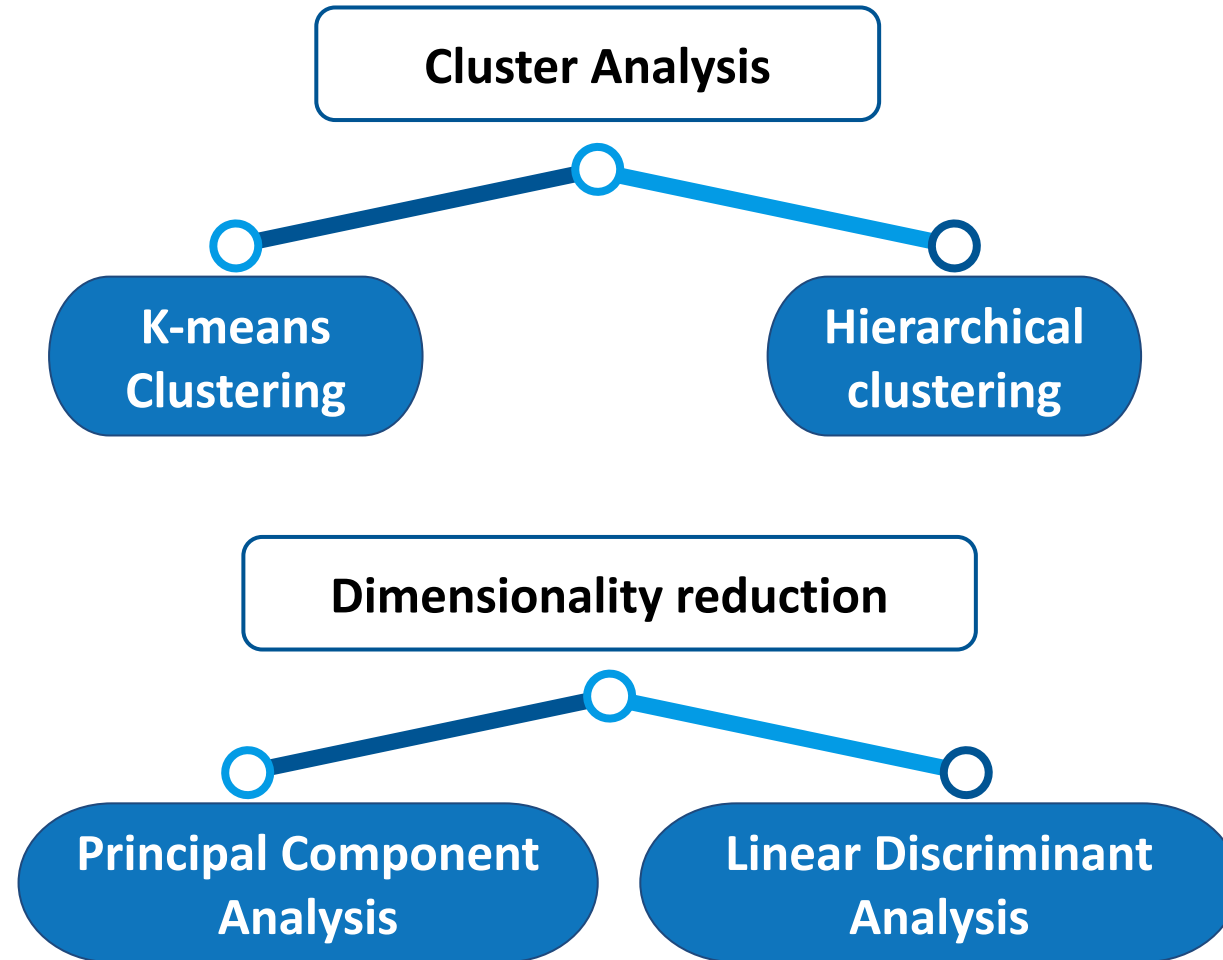 Cluster Analysis
K-means
Clustering
Hierarchical
clustering
Dimensionality reduction
Principal Component
Analysis
Linear Discriminant
Analysis